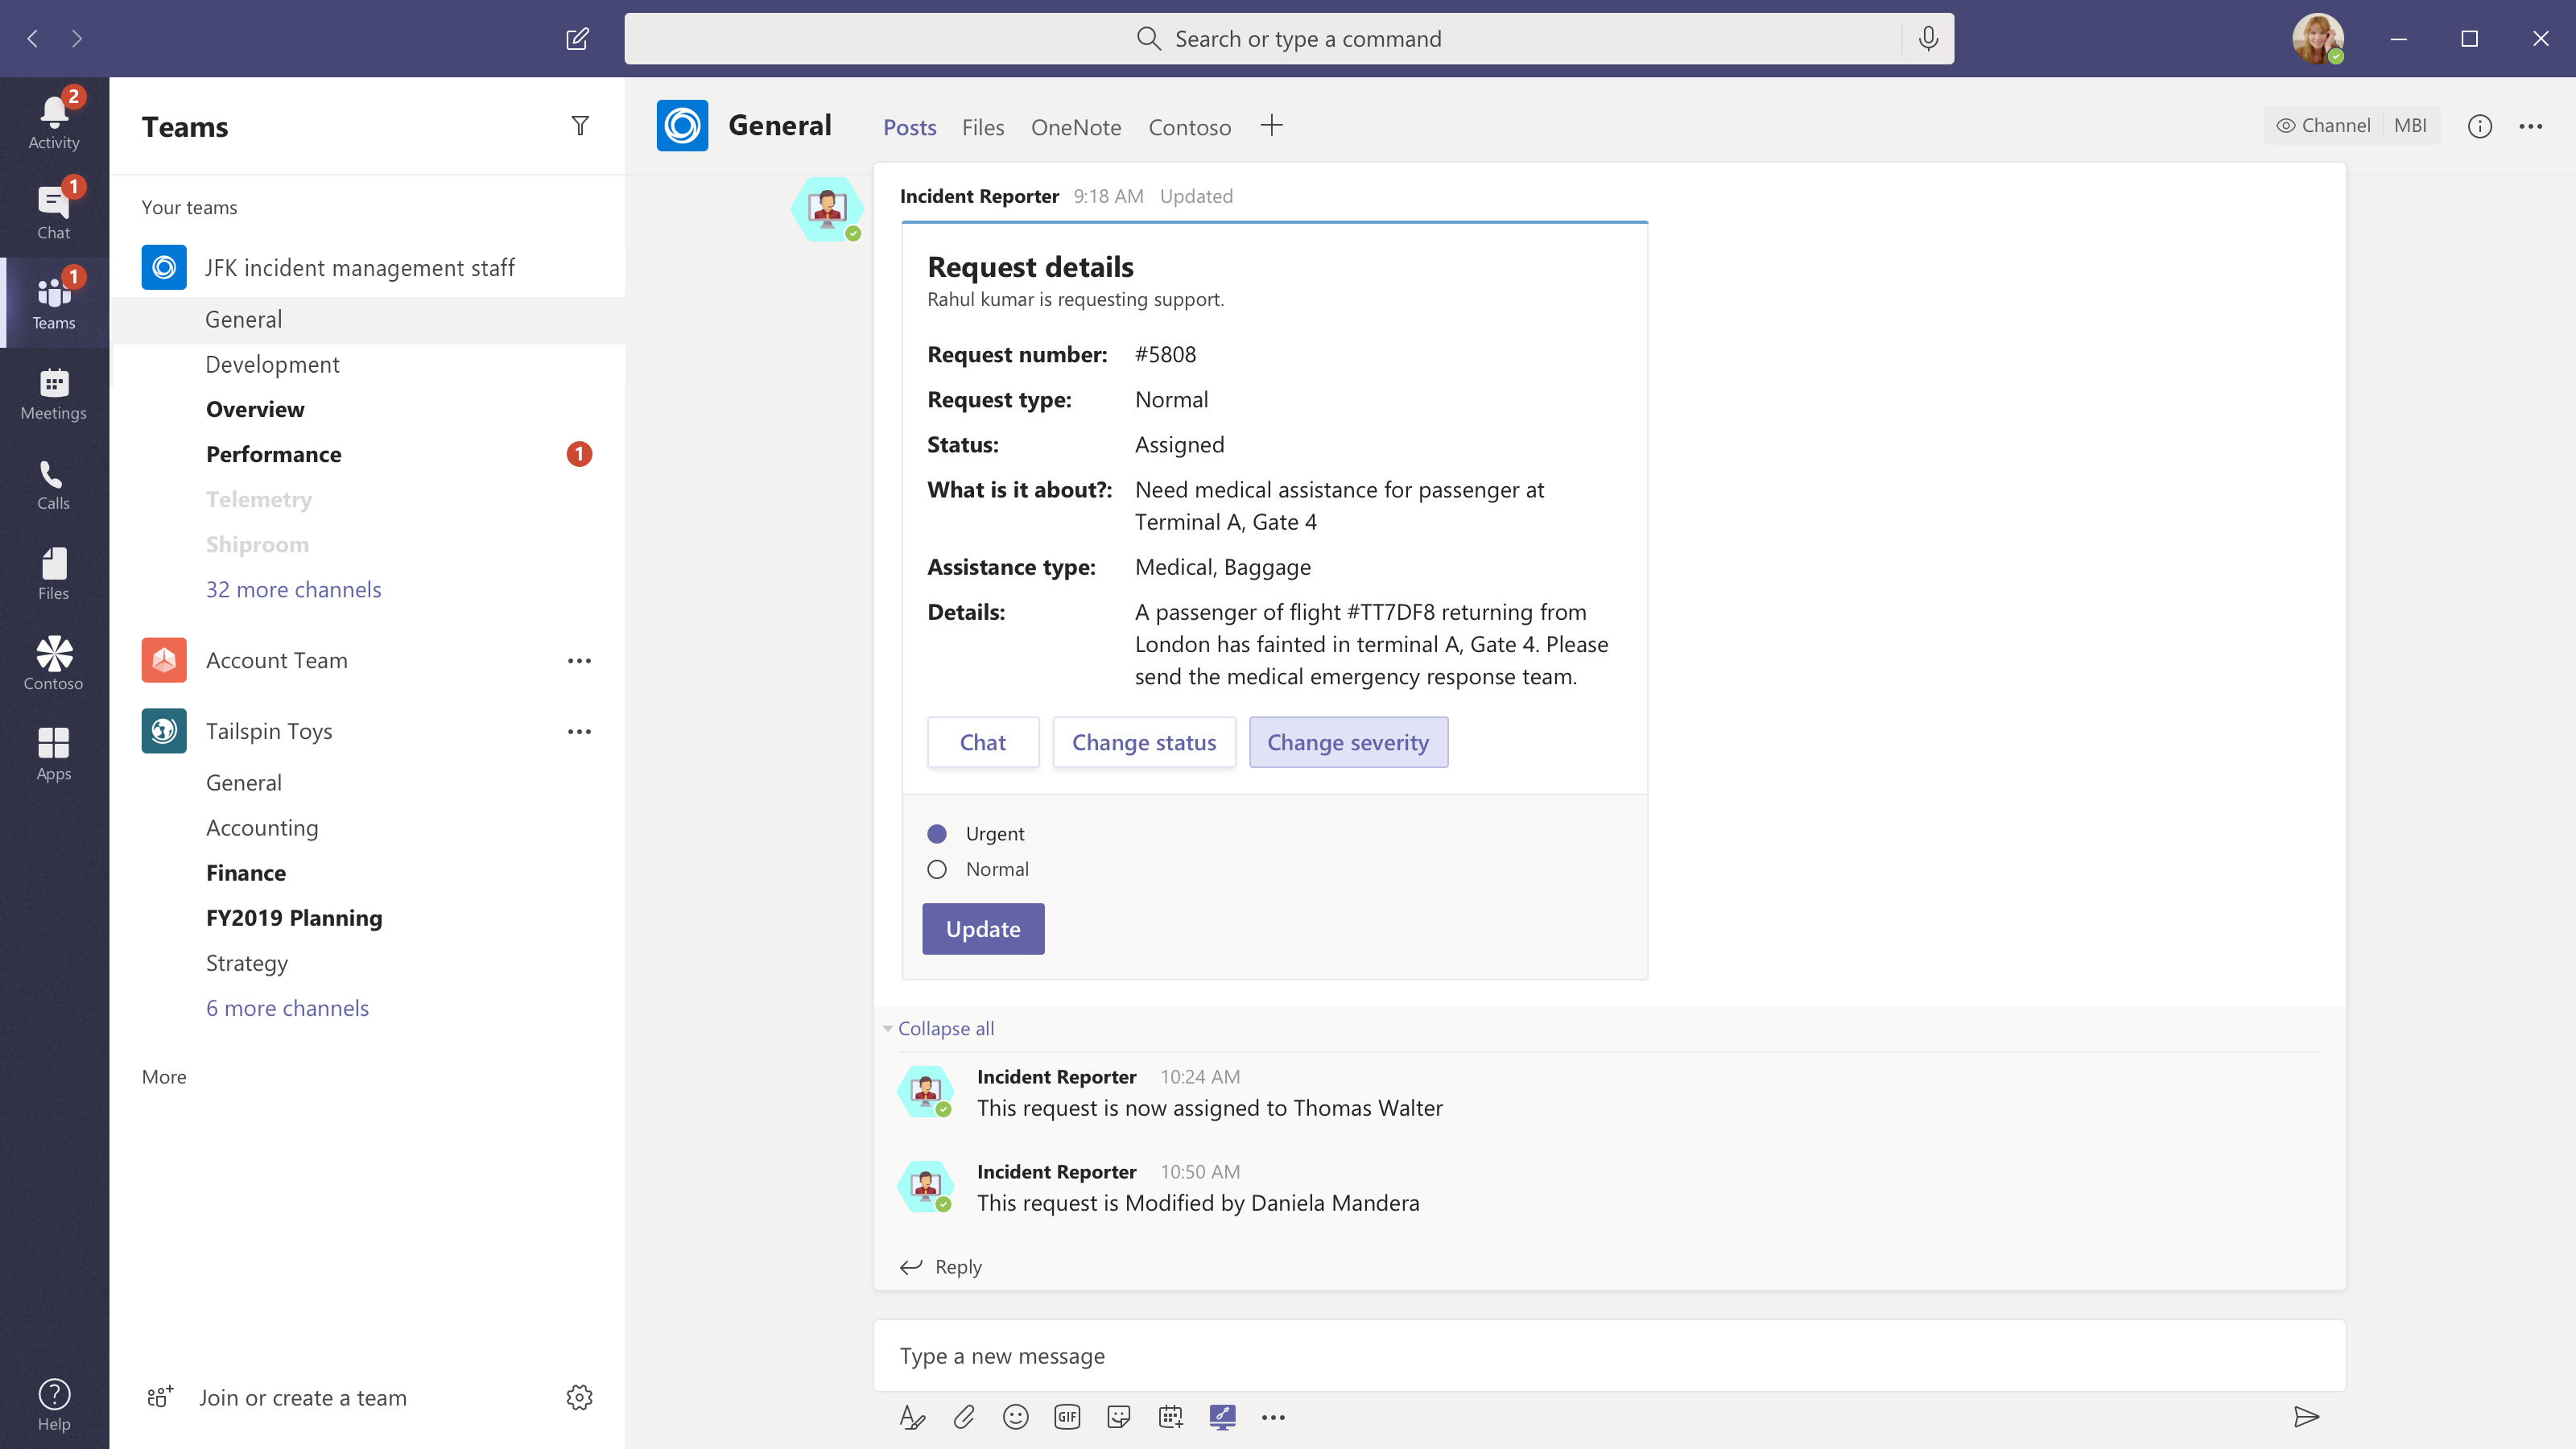 Search or type a command
2
Activity
1
Chat
1
Teams
Meetings
Calls
Files
Contoso
Apps
Help
Teams
Your teams
JFK incident management staff
General
Development
Overview
Performance 1
Telemetry
Shiproom
32 more channels
Account Team
Tailspin Toys
General
Accounting
Finance
FY2019 Planning
Strategy
6 more channels
More
Join or create a team
General Posts Files OneNote Contoso Channel MBI
Incident Reporter 9:18 AM Updated
Request details
Rahul kumar is requesting support.
Request number: #5808
Request type: Normal
Status: Assigned
What is it about?: Need medical assistance for passenger at
Terminal A, Gate 4
Assistance type: Medical, Baggage
Details: A passenger of flight #TT7DF8 returning from
London has fainted in terminal A, Gate 4. Please
send the medical emergency response team.
Chat Change status Change severity
Urgent
Normal
Update
Collapse all
Incident Reporter 10:24 AM
This request is now assigned to Thomas Walter
Incident Reporter 10:50 AM
This request is Modified by Daniela Mandera
Reply
Type a new message
GIF